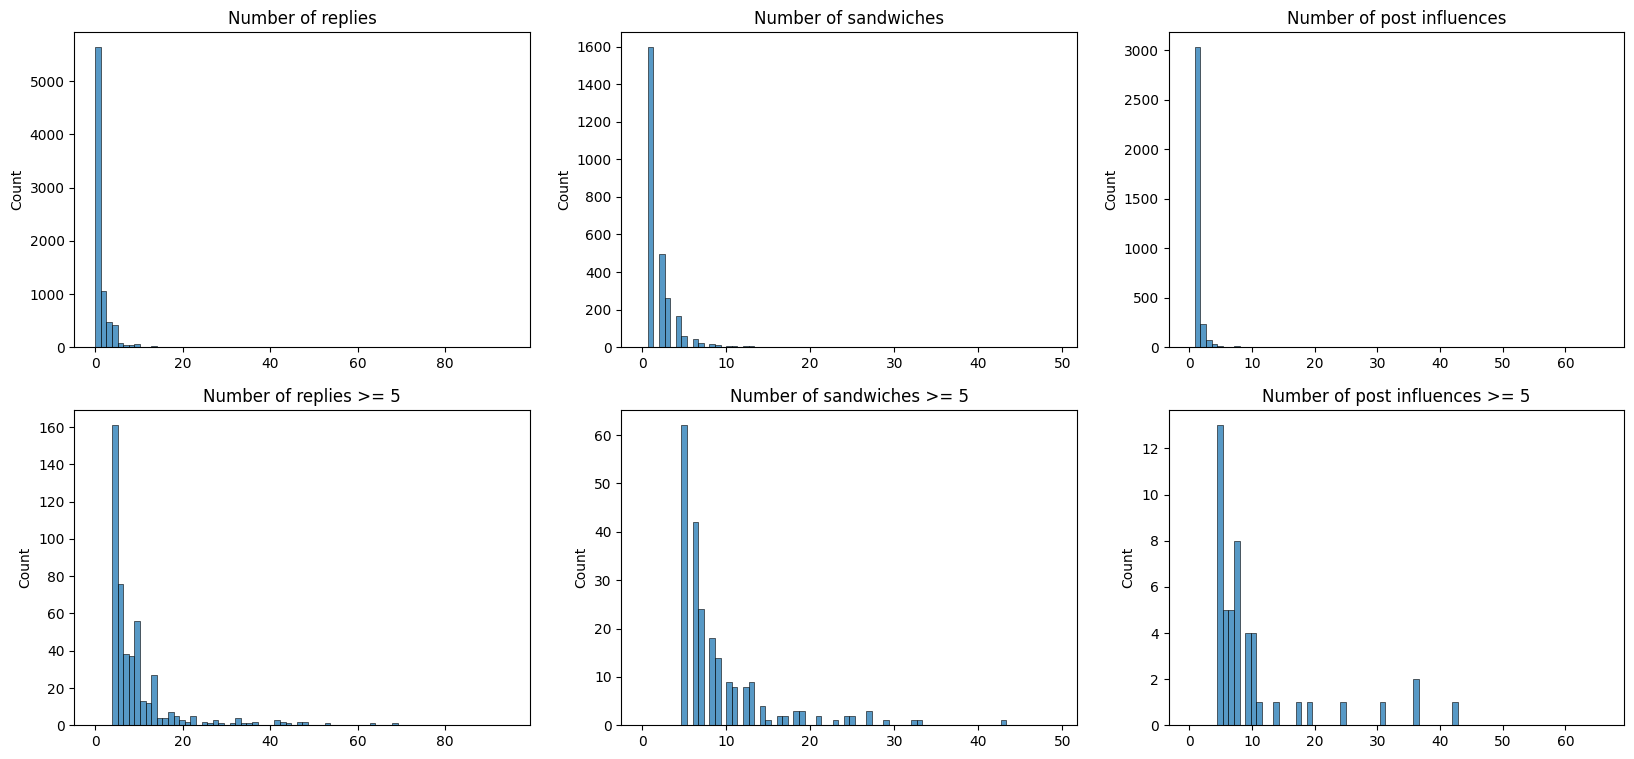 Number of replies
Number of sandwiches
Number of post influences
Count
5000
4000
3000
2000
1000
0
0 20 40 60 80
Count
1600
1400
1200
1000
800
600
400
200
0
0 10 20 30 40 50
Count
3000
2500
2000
1500
1000
500
0
0 10 20 30 40 50 60
Number of replies >= 5
Number of sandwiches >= 5
Number of post influences >= 5
Count
160
140
120
100
80
60
40
20
0
0 20 40 60 80
Count
60
50
40
30
20
10
0
0 10 20 30 40 50
Count
12
10
8
6
4
2
0
0 10 20 30 40 50 60